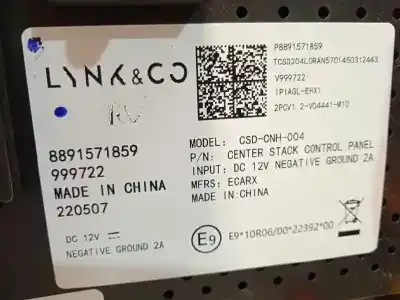 LYNK&CO
8891571859
999722
MADE IN CHINA
220507
DC 12V
NEGATIVE GROUND 2A
P8891571859
TCSD204LORAN5701450312443
V999722
1P1AGL-EHX1
2PCV1.2-V04441-W10
MODEL: CSD-CNH-004
P/N: CENTER STACK CONTROL PANEL
INPUT: DC 12V NEGATIVE GROUND 2A
MFRS: ECARX
MADE IN:CHINA
E9
E9*10R06/00*22392*00